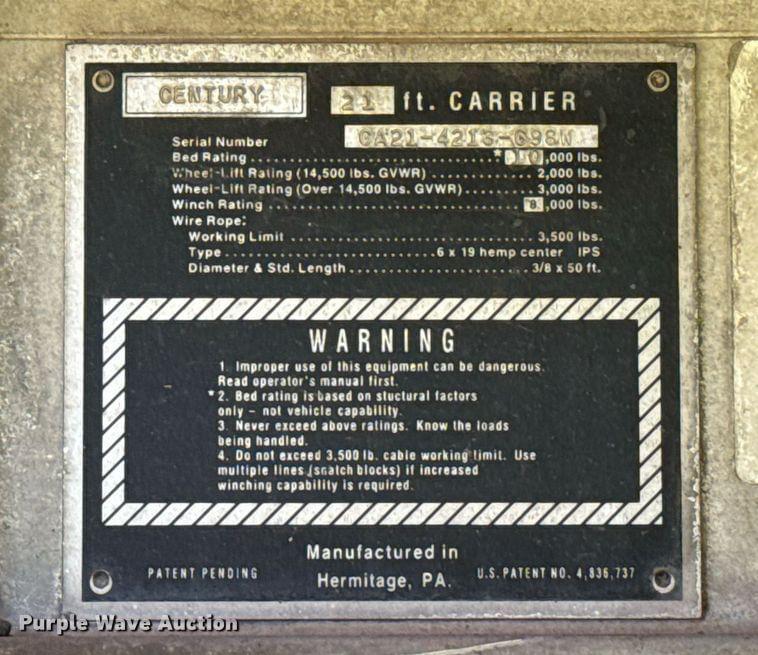 CENTURY 21 ft. CARRIER
Serial Number CA21-4213-G98W
Bed Rating ........................ *10,000 lbs.
Wheel-Lift Rating (14,500 lbs. GVWR) ........... 2,000 lbs.
Wheel-Lift Rating (Over 14,500 lbs. GVWR) ....... 3,000 lbs.
Winch Rating ........................ 8,000 lbs.
Wire Rope:
Working Limit ........................ 3,500 lbs.
Type ........................ 6 x 19 hemp center IPS
Diameter & Std. Length ........................ 3/8 x 50 ft.
WARNING
1. Improper use of this equipment can be dangerous.
Read operator's manual first.
*2. Bed rating is based on stuctural factors
only – not vehicle capability.
3. Never exceed above ratings. Know the loads
being handled.
4. Do not exceed 3,500 lb. cable working limit. Use
multiple lines (snatch blocks) if increased
winching capability is required.
Manufactured in
Hermitage, PA.
PATENT PENDING
U.S. PATENT NO. 4,836,737
Purple Wave Auction